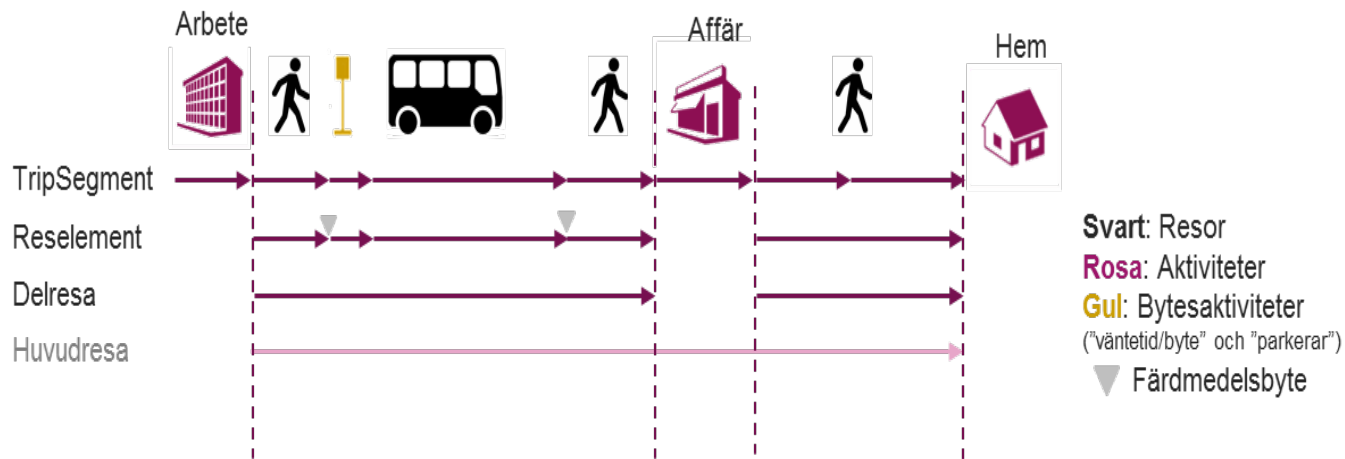 Arbete
Affär
Hem
TripSegment
Reselement
Delresa
Huvudresa
Svart: Resor
Rosa: Aktiviteter
Gul: Bytesaktiviteter
("väntetid/byte" och "parkerar")
Färdmedelsbyte